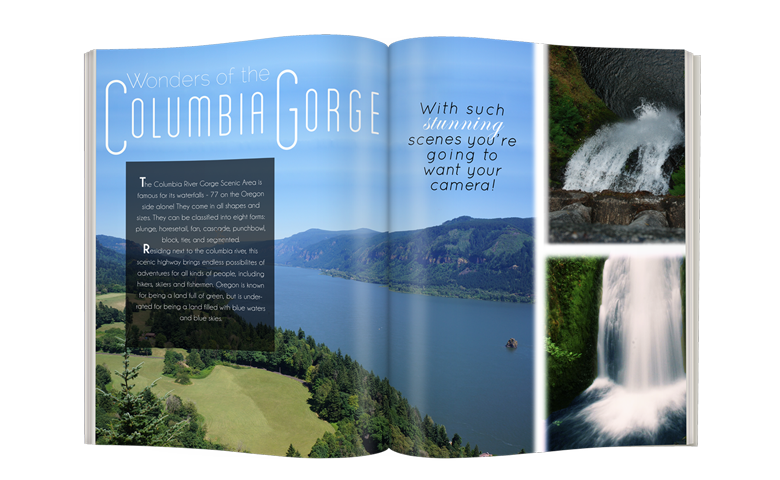 Wonders of the
COLUMBIA GORGE
The Columbia River Gorge Scenic Area is
famous for its waterfalls - 77 on the Oregon
side alone! They come in all shapes and
sizes. They can be classified into eight forms:
plunge, horsetail, fan, cascade, punchbowl,
block, tier, and segmented.
Residing next to the columbia river, this
scenic highway brings endless possibilites of
adventures for all kinds of people, including
hikers, skiers and fishermen. Oregon is known
for being a land full of green, but is under-
rated for being a land filled with blue waters
and blue skies.
With such
stunning
scenes you're
going to
want your
camera!